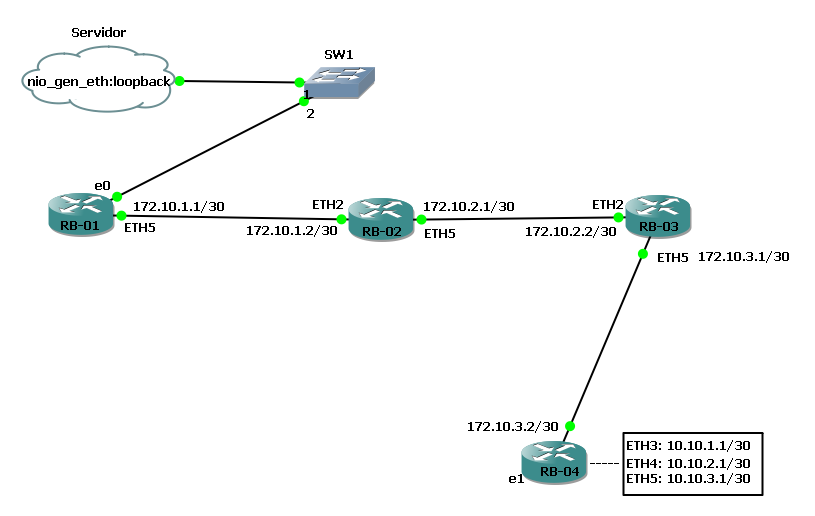 Servidor
SW1
nio_gen_eth:loopback
1
2
e0
172.10.1.1/30
ETH2
172.10.2.1/30
ETH2
RB-01
ETH5
172.10.1.2/30
RB-02
ETH5
172.10.2.2/30
RB-03
ETH5 172.10.3.1/30
172.10.3.2/30
RB-04
e1
ETH3: 10.10.1.1/30
ETH4: 10.10.2.1/30
ETH5: 10.10.3.1/30